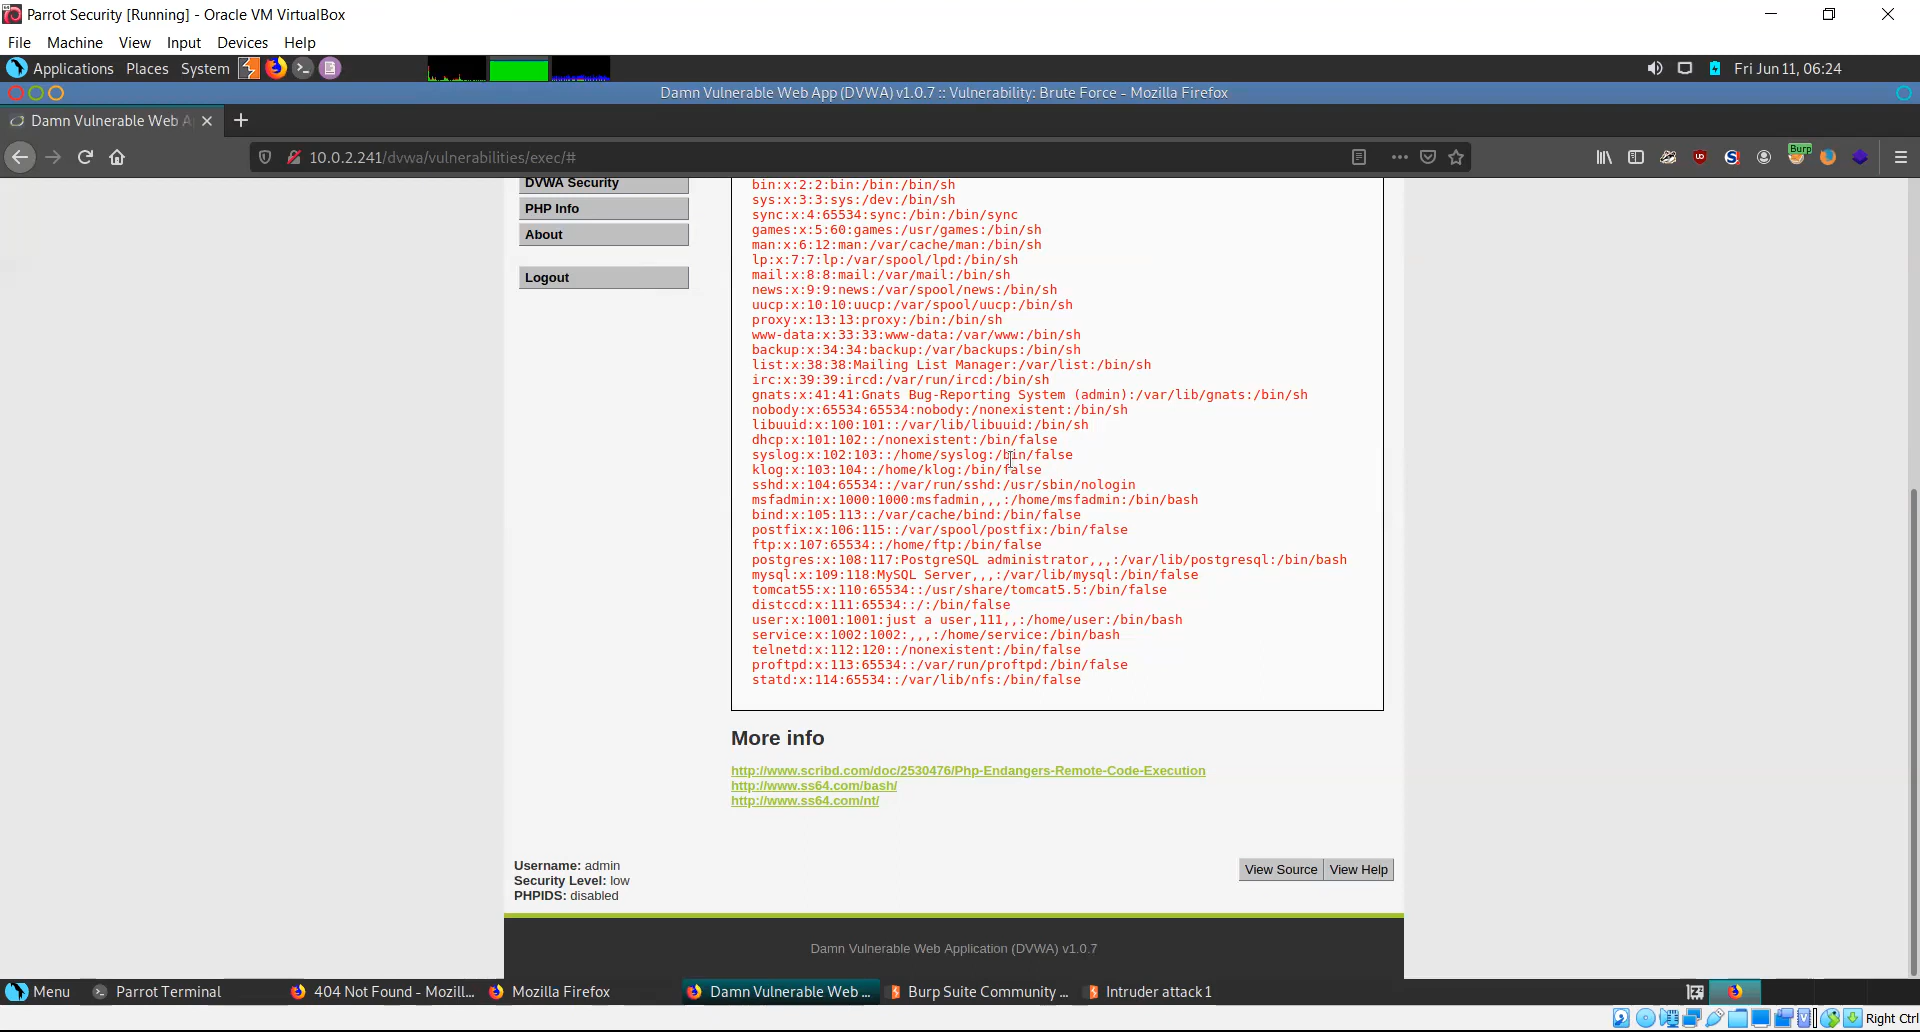 Parrot Security [Running] - Oracle VM VirtualBox
File Machine View Input Devices Help
Applications Places System
Fri Jun 11, 06:24
Damn Vulnerable Web App (DVWA) v1.0.7 :: Vulnerability: Brute Force - Mozilla Firefox
Damn Vulnerable Web A
10.0.2.241/dvwa/vulnerabilities/exec/#
Burp
DVWA Security
PHP Info
About
Logout
bin:x:2:2:bin:/bin:/bin/sh
sys:x:3:3:sys:/dev:/bin/sh
sync:x:4:65534:sync:/bin:/bin/sync
games:x:5:60:games:/usr/games:/bin/sh
man:x:6:12:man:/var/cache/man:/bin/sh
lp:x:7:7:lp:/var/spool/lpd:/bin/sh
mail:x:8:8:mail:/var/mail:/bin/sh
news:x:9:9:news:/var/spool/news:/bin/sh
uucp:x:10:10:uucp:/var/spool/uucp:/bin/sh
proxy:x:13:13:proxy:/bin:/bin/sh
www-data:x:33:33:www-data:/var/www:/bin/sh
backup:x:34:34:backup:/var/backups:/bin/sh
list:x:38:38:Mailing List Manager:/var/list:/bin/sh
irc:x:39:39:ircd:/var/run/ircd:/bin/sh
gnats:x:41:41:Gnats Bug-Reporting System (admin):/var/lib/gnats:/bin/sh
nobody:x:65534:65534:nobody:/nonexistent:/bin/sh
libuuid:x:100:101::/var/lib/libuuid:/bin/sh
dhcp:x:101:102::/nonexistent:/bin/false
syslog:x:102:103::/home/syslog:/bin/false
klog:x:103:104::/home/klog:/bin/false
sshd:x:104:65534::/var/run/sshd:/usr/sbin/nologin
msfadmin:x:1000:1000:msfadmin,,,:/home/msfadmin:/bin/bash
bind:x:105:113::/var/cache/bind:/bin/false
postfix:x:106:115::/var/spool/postfix:/bin/false
ftp:x:107:65534::/home/ftp:/bin/false
postgres:x:108:117:PostgreSQL administrator,,,:/var/lib/postgresql:/bin/bash
mysql:x:109:118:MySQL Server,,,:/var/lib/mysql:/bin/false
tomcat55:x:110:65534::/usr/share/tomcat5.5:/bin/false
distccd:x:111:65534::/:/bin/false
user:x:1001:1001:just a user,111,,:/home/user:/bin/bash
service:x:1002:1002:,,,:/home/service:/bin/bash
telnetd:x:112:120::/nonexistent:/bin/false
proftpd:x:113:65534::/var/run/proftpd:/bin/false
statd:x:114:65534::/var/lib/nfs:/bin/false
More info
http://www.scribd.com/doc/2530476/Php-Endangers-Remote-Code-Execution
http://www.ss64.com/bash/
http://www.ss64.com/nt/
Username: admin
Security Level: low
PHPIDS: disabled
View Source View Help
Damn Vulnerable Web Application (DVWA) v1.0.7
Menu Parrot Terminal 404 Not Found - Mozill... Mozilla Firefox Damn Vulnerable Web ... Burp Suite Community ... Intruder attack 1
Right Ctrl